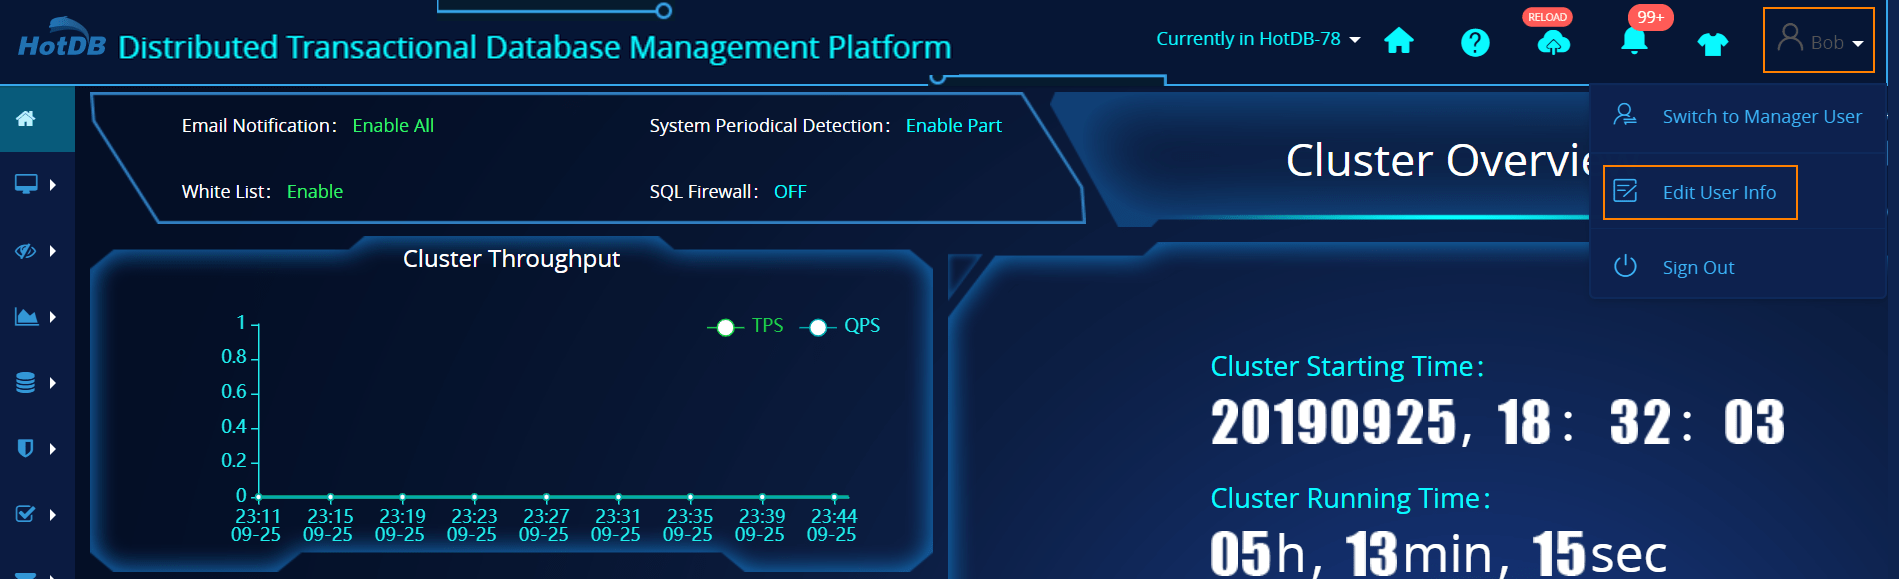 HotDB Distributed Transactional Database Management Platform
Currently in HotDB-78
RELOAD
99+
Bob
Switch to Manager User
Edit User Info
Sign Out
Email Notification: Enable All
System Periodical Detection: Enable Part
White List: Enable
SQL Firewall: OFF
Cluster Overvie
Cluster Throughput
TPS QPS
1
0.8
0.6
0.4
0.2
0
23:11 23:15 23:19 23:23 23:27 23:31 23:35 23:39 23:44
09-25 09-25 09-25 09-25 09-25 09-25 09-25 09-25 09-25
Cluster Starting Time:
20190925, 18: 32: 03
Cluster Running Time:
05h, 13min, 15sec